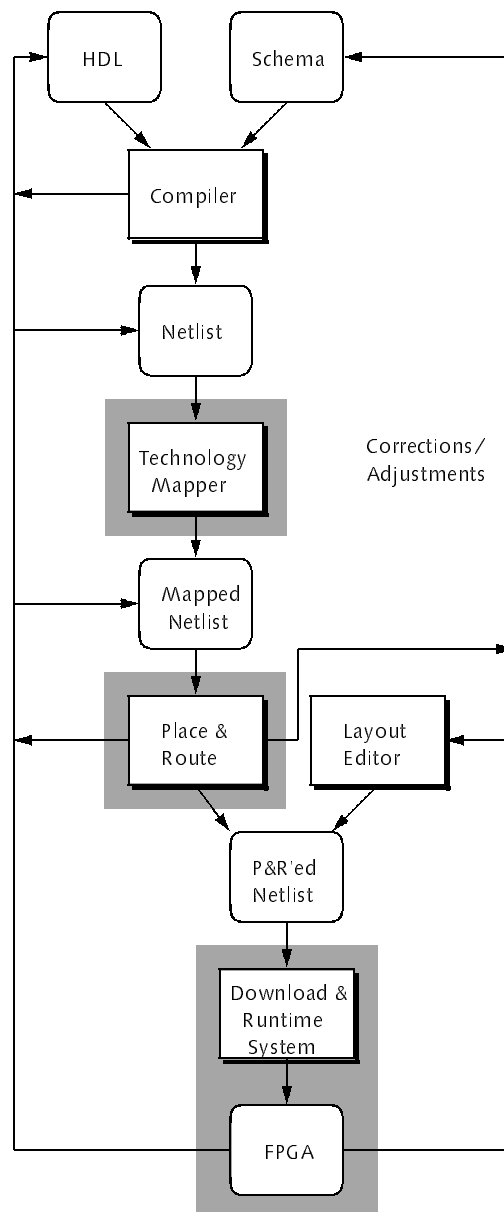 HDL
Schema
Compiler
Netlist
Technology
Mapper
Corrections/
Adjustments
Mapped
Netlist
Place &
Route
Layout
Editor
P&R'ed
Netlist
Download &
Runtime
System
FPGA